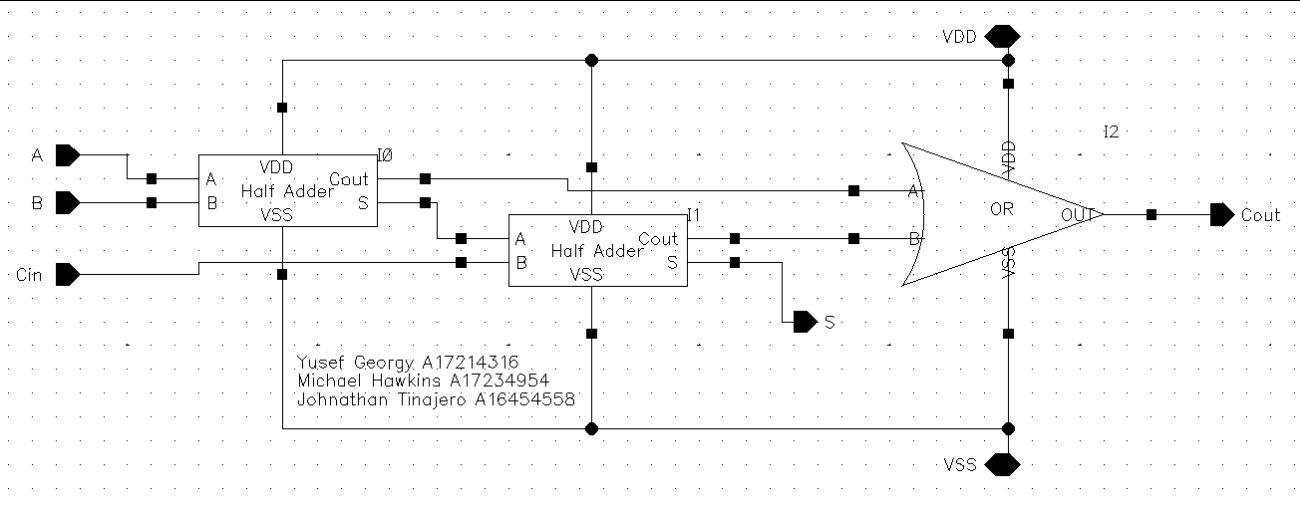 VDD
I2
A
I0
VDD
VDD
A
Half Adder
Cout
A
B
B
VSS
S
I1
OR
OUT
Cout
VDD
A
Half Adder
Cout
B
Cin
B
VSS
S
VSS
S
Yusef Georgy A17214316
Michael Hawkins A17234954
Johnathan Tinajero A16454558
VSS